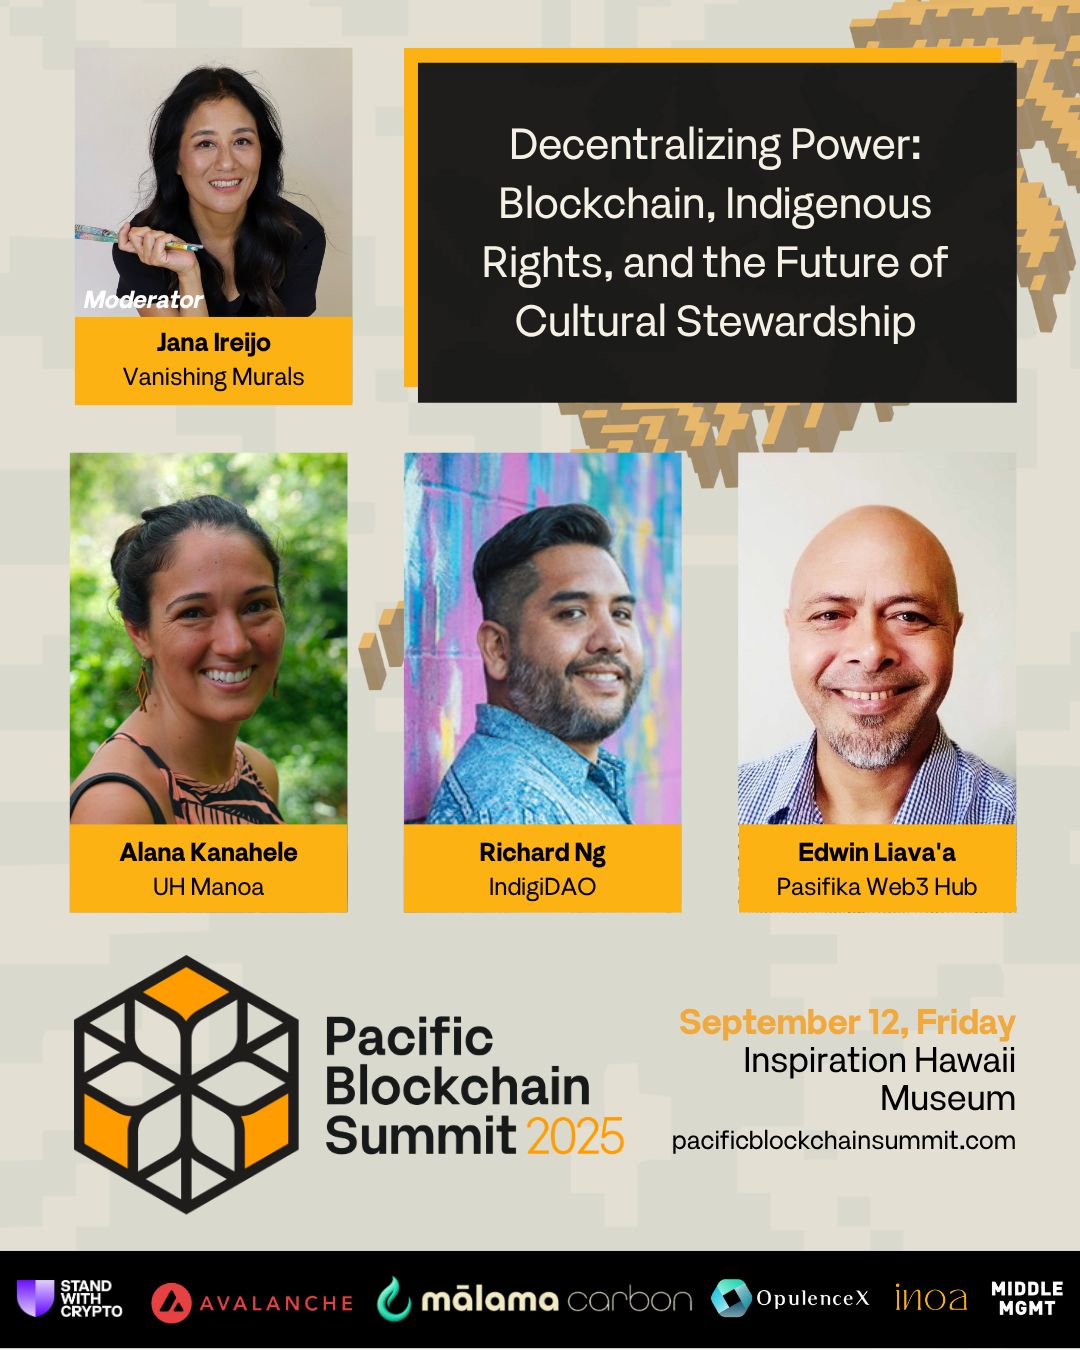 Decentralizing Power:
Blockchain, Indigenous
Rights, and the Future of
Cultural Stewardship
Moderator
Jana Ireijo
Vanishing Murals
Alana Kanahele
UH Manoa
Richard Ng
IndigiDAO
Edwin Liava'a
Pasifika Web3 Hub
Pacific
Blockchain
Summit 2025
September 12, Friday
Inspiration Hawaii
Museum
pacificblockchainsummit.com
STAND
WITH
CRYPTO
AVALANCHE
mālama carbon
OpulenceX
inoa
MIDDLE
MGMT